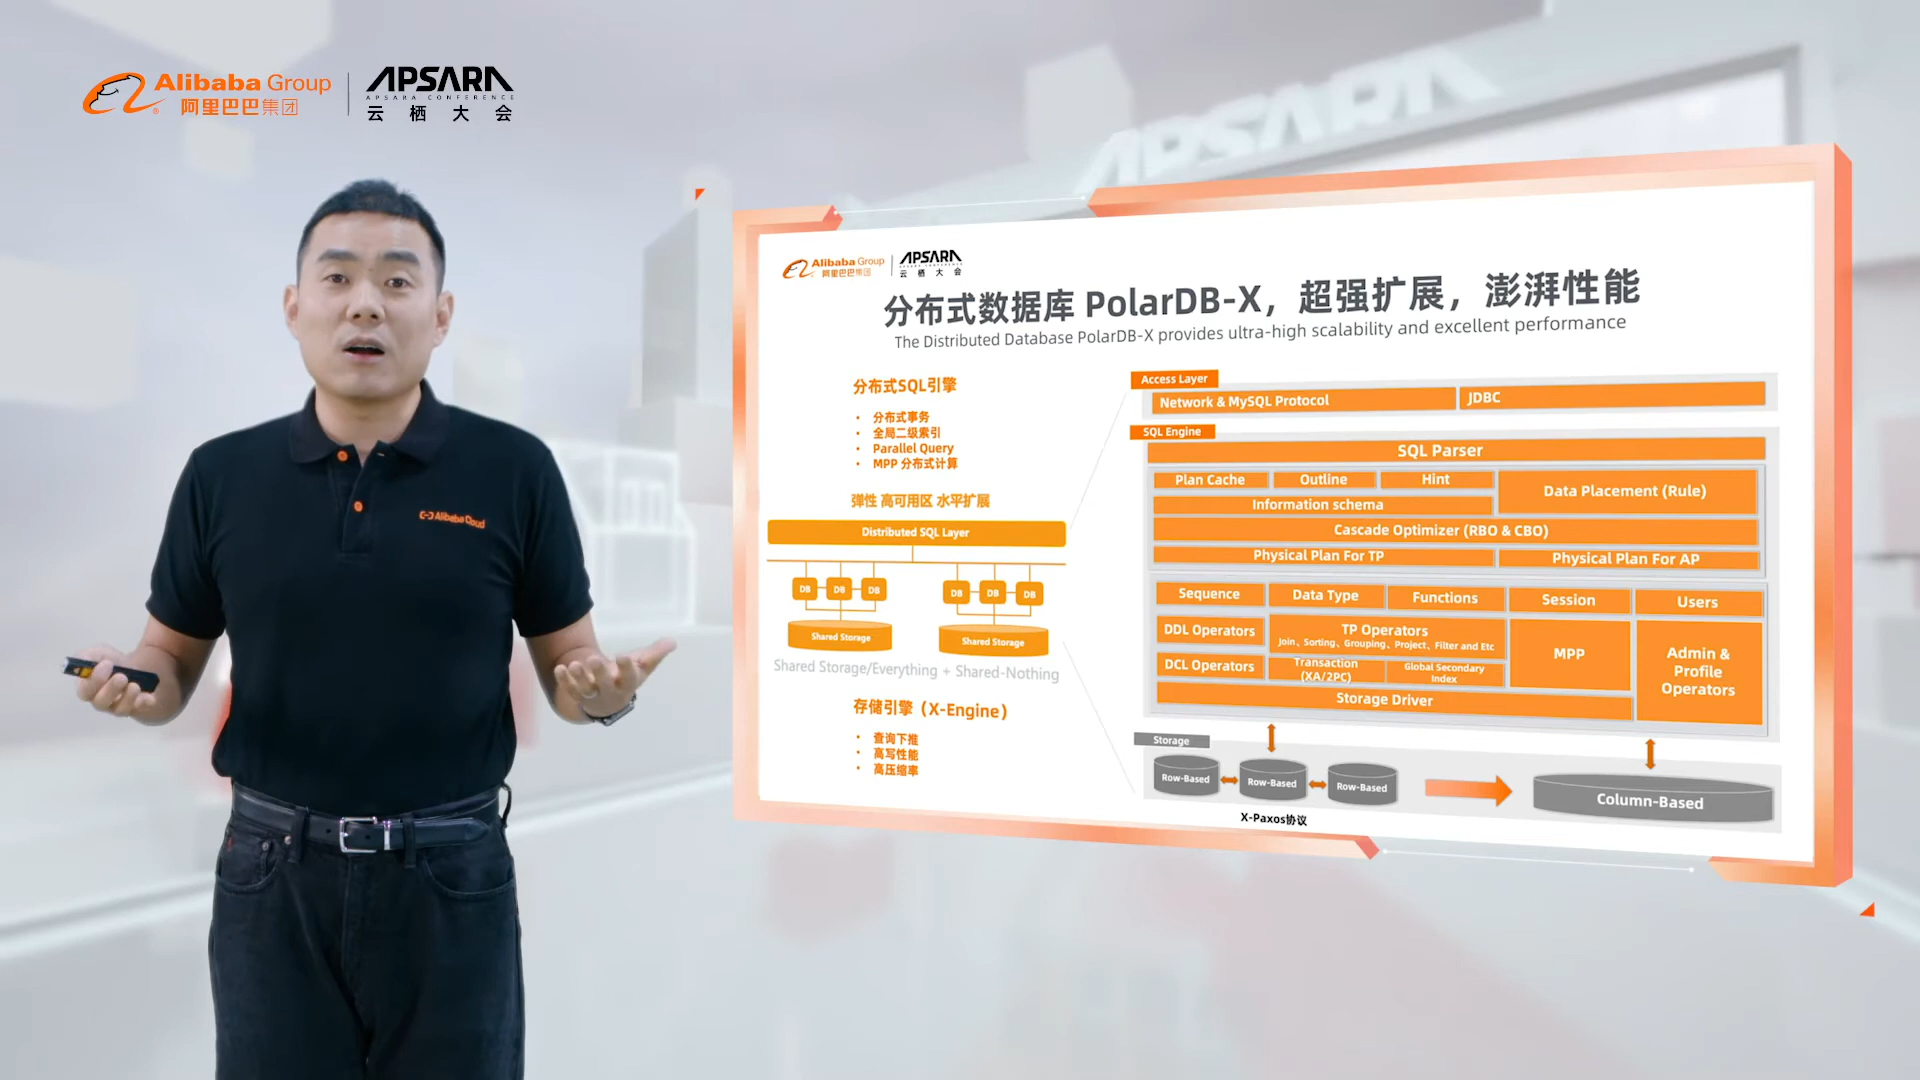 Alibaba Group
阿里巴巴集团
APSARA
APSARA CONFERENCE
云栖大会
APSARA
Alibaba Cloud
Alibaba Group
阿里巴巴集团
APSARA
云栖大会
分布式数据库 PolarDB-X，超强扩展，澎湃性能
The Distributed Database PolarDB-X provides ultra-high scalability and excellent performance
分布式SQL引擎
• 分布式事务
• 全局二级索引
• Parallel Query
• MPP 分布式计算
弹性 高可用区 水平扩展
Distributed SQL Layer
DB DB DB DB DB DB
Shared Storage Shared Storage
Shared Storage/Everything + Shared-Nothing
存储引擎（X-Engine）
• 查询下推
• 高写性能
• 高压缩率
Access Layer
Network & MySQL Protocol JDBC
SQL Engine
SQL Parser
Plan Cache Outline Hint
Data Placement (Rule)
Information schema
Cascade Optimizer (RBO & CBO)
Physical Plan For TP Physical Plan For AP
Sequence Data Type Functions Session Users
DDL Operators
TP Operators
Join、Sorting、Grouping、Project、Filter and Etc
MPP
Admin &
Profile
Operators
DCL Operators
Transaction
(XA/2PC)
Global Secondary
Index
Storage Driver
Storage
Row-Based Row-Based Row-Based
Column-Based
X-Paxos协议